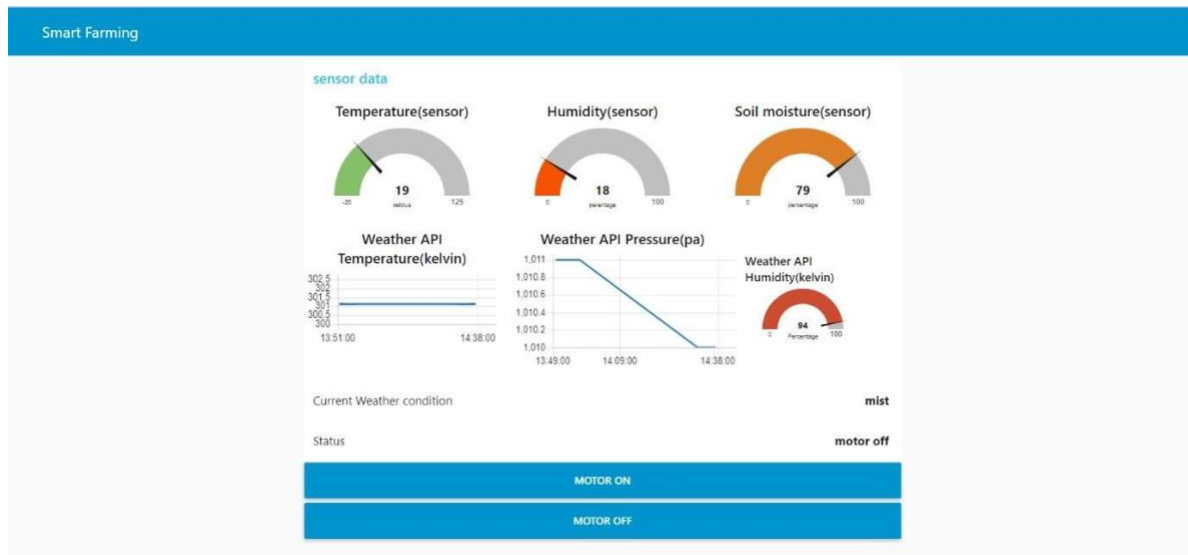 Smart Farming
sensor data
Temperature(sensor)
Humidity(sensor)
Soil moisture(sensor)
19
-20
125
18
0
percentage
100
79
0
percentage
100
Weather API
Temperature(kelvin)
302.5
302
301.5
301
300.5
300
13:51:00
14:38:00
Weather API Pressure(pa)
1,011
1,010.8
1,010.6
1,010.4
1,010.2
1,010
13:49:00
14:09:00
14:38:00
Weather API
Humidity(kelvin)
94
0
Percentage
100
Current Weather condition
mist
Status
motor off
MOTOR ON
MOTOR OFF